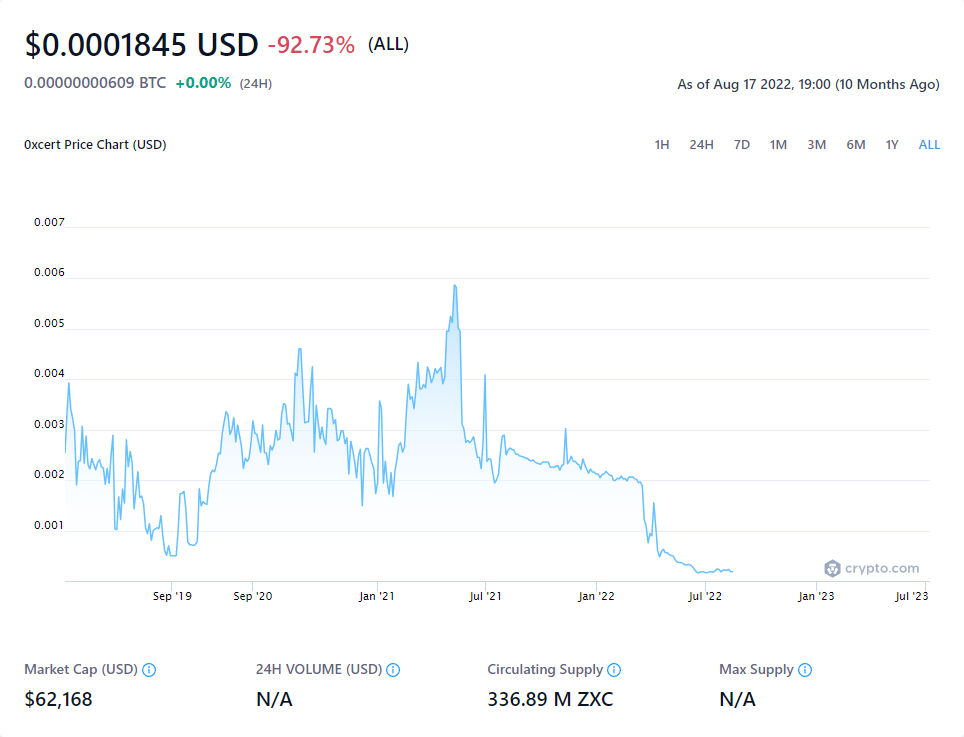 $0.0001845 USD -92.73% (ALL)
0.00000000609 BTC +0.00% (24H)
As of Aug 17 2022, 19:00 (10 Months Ago)
0xcert Price Chart (USD)
1H 24H 7D 1M 3M 6M 1Y ALL
0.007
0.006
0.005
0.004
0.003
0.002
0.001
crypto.com
Sep '19 Sep '20 Jan '21 Jul '21 Jan '22 Jul '22 Jan '23 Jul '23
Market Cap (USD) 24H VOLUME (USD) Circulating Supply Max Supply
$62,168 N/A 336.89 M ZXC N/A